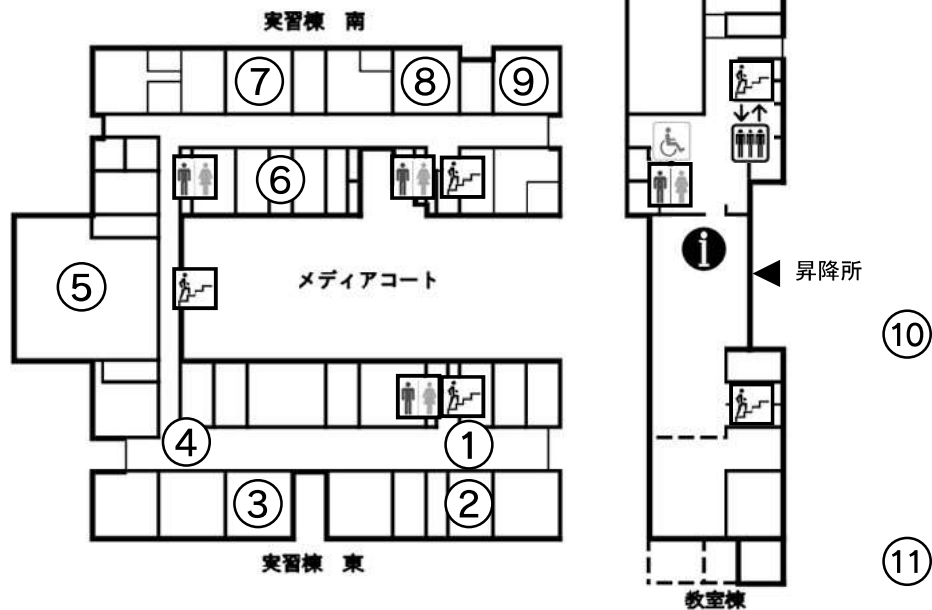 実習棟 南
⑦
⑧
⑨
⑥
i
⑤
メディアコート
昇降所
⑩
④
①
③
②
実習棟 東
⑪
教室棟